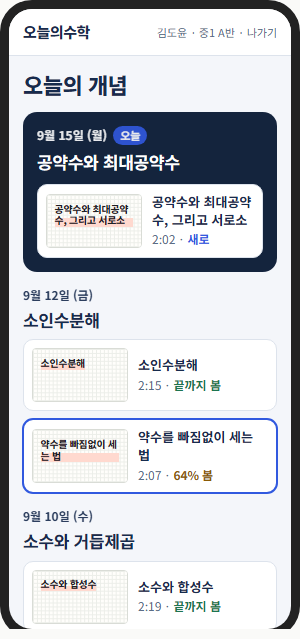 오늘의수학
김도윤 · 중1 A반 · 나가기
오늘의 개념
9월 15일 (월) 오늘
공약수와 최대공약수
공약수와 최대공약
수, 그리고 서로소
공약수와 최대공약
수, 그리고 서로소
2:02 · 새로
9월 12일 (금)
소인수분해
소인수분해
소인수분해
2:15 · 끝까지 봄
약수를 빠짐없이 세
는 법
약수를 빠짐없이 세는
법
2:07 · 64% 봄
9월 10일 (수)
소수와 거듭제곱
소수와 합성수
소수와 합성수
2:19 · 끝까지 봄